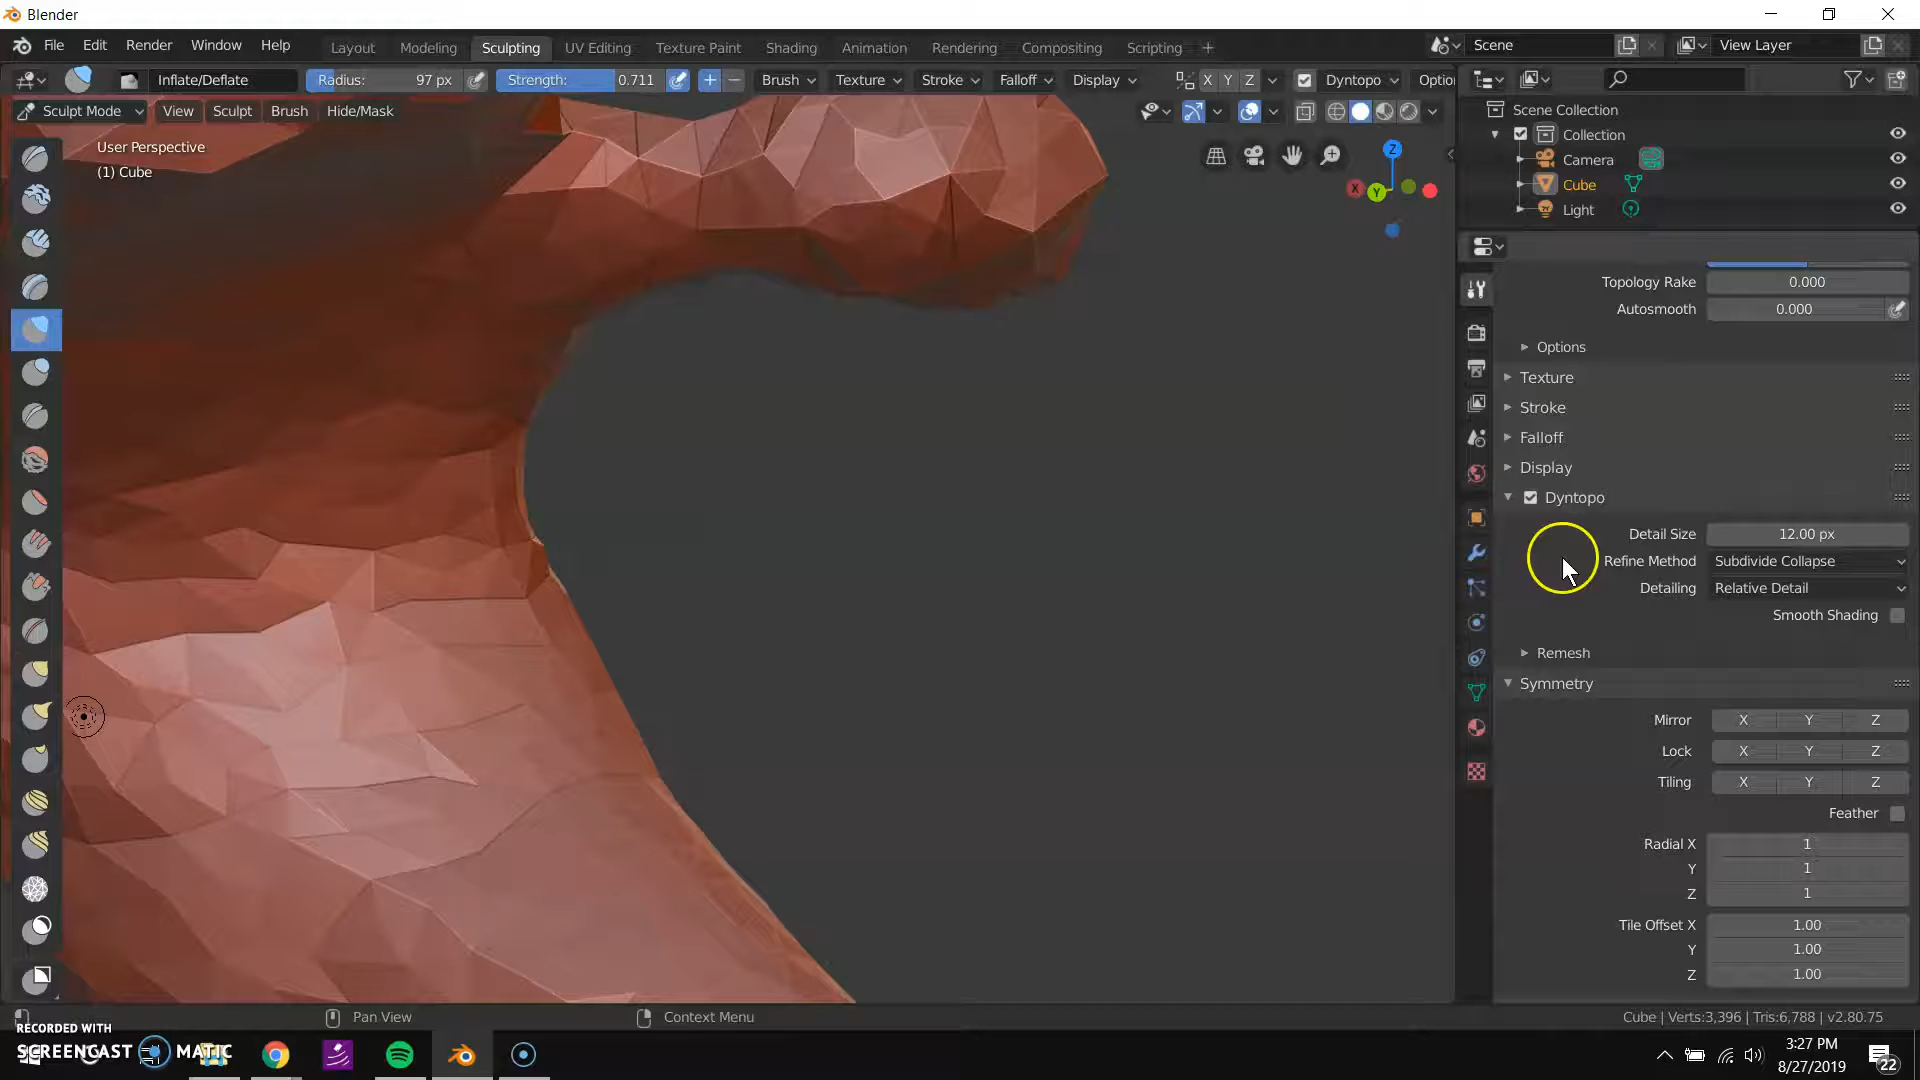 Blender
File Edit Render Window Help Layout Modeling Sculpting UV Editing Texture Paint Shading Animation Rendering Compositing Scripting + Scene View Layer
Inflate/Deflate Radius: 97 px Strength: 0.711 Brush Texture Stroke Falloff Display X Y Z Dyntopo Optio
Sculpt Mode View Sculpt Brush Hide/Mask
User Perspective
(1) Cube
Z
X
Y
Scene Collection
Collection
Camera
Cube
Light
Topology Rake 0.000
Autosmooth 0.000
Options
Texture
Stroke
Falloff
Display
Dyntopo
Detail Size 12.00 px
Refine Method Subdivide Collapse
Detailing Relative Detail
Smooth Shading
Remesh
Symmetry
Mirror X Y Z
Lock X Y Z
Tiling X Y Z
Feather
Radial X 1
Y 1
Z 1
Tile Offset X 1.00
Y 1.00
Z 1.00
Pan View Context Menu Cube | Verts:3,396 | Tris:6,788 | v2.80.75
RECORDED WITH
SCREENCAST MATIC
3:27 PM
8/27/2019
22